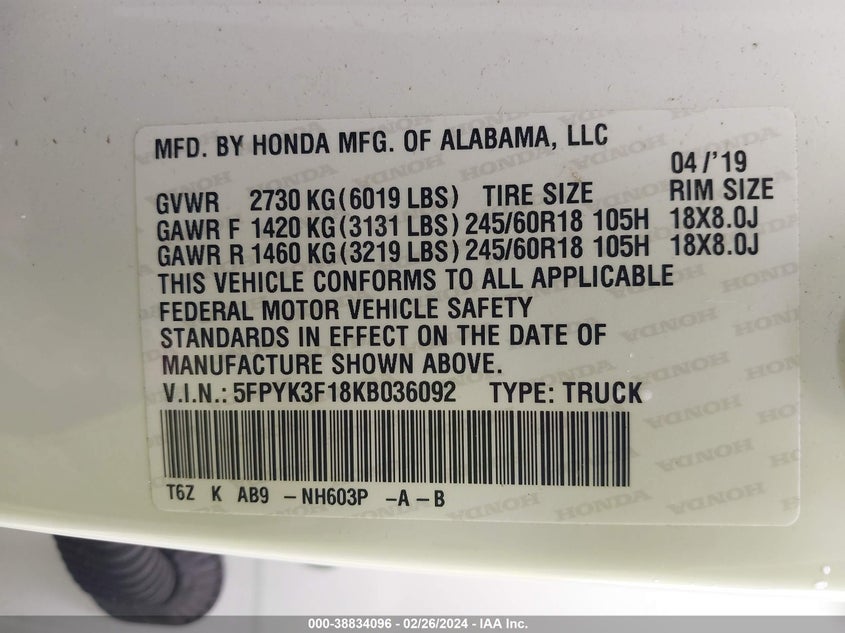 MFD. BY HONDA MFG. OF ALABAMA, LLC
04/'19
GVWR 2730 KG(6019 LBS) TIRE SIZE RIM SIZE
GAWR F 1420 KG(3131 LBS) 245/60R18 105H 18X8.0J
GAWR R 1460 KG(3219 LBS) 245/60R18 105H 18X8.0J
THIS VEHICLE CONFORMS TO ALL APPLICABLE
FEDERAL MOTOR VEHICLE SAFETY
STANDARDS IN EFFECT ON THE DATE OF
MANUFACTURE SHOWN ABOVE.
V.I.N.: 5FPYK3F18KB036092 TYPE: TRUCK
T6Z K AB9 -NH603P -A -B
000-38834096 - 02/26/2024 - IAA Inc.